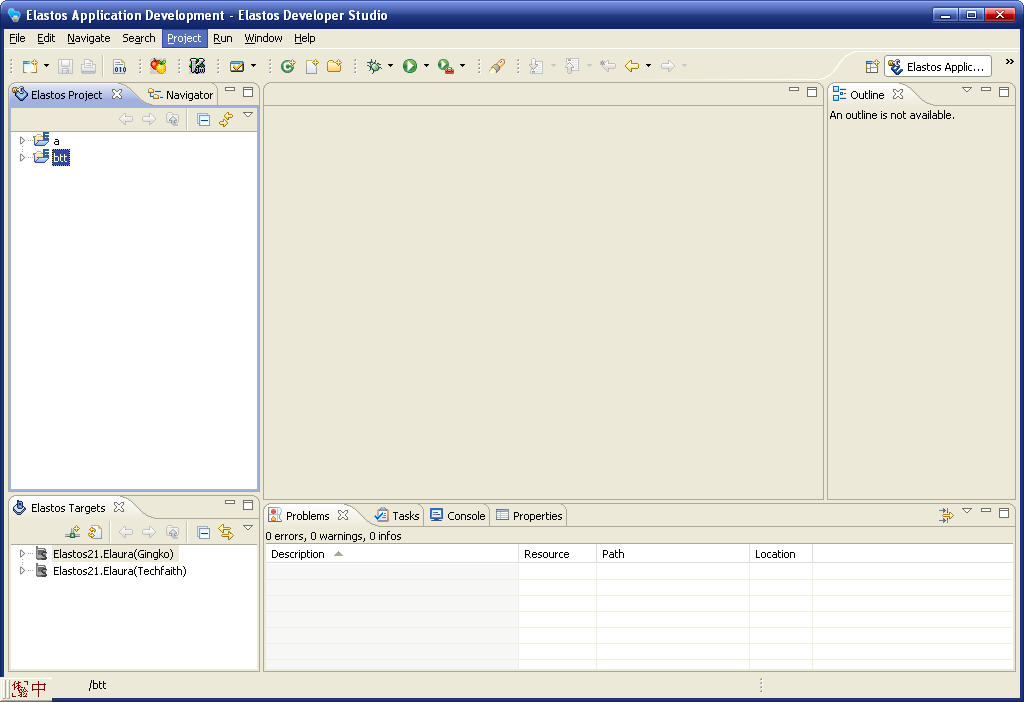 Elastos Application Development - Elastos Developer Studio
File Edit Navigate Search Project Run Window Help
010
Elastos Applic...
Elastos Project
Navigator
Outline
An outline is not available.
a
btt
Elastos Targets
Elastos21.Elaura(Gingko)
Elastos21.Elaura(Techfaith)
Problems Tasks Console Properties
0 errors, 0 warnings, 0 infos
Description Resource Path Location
中
/btt